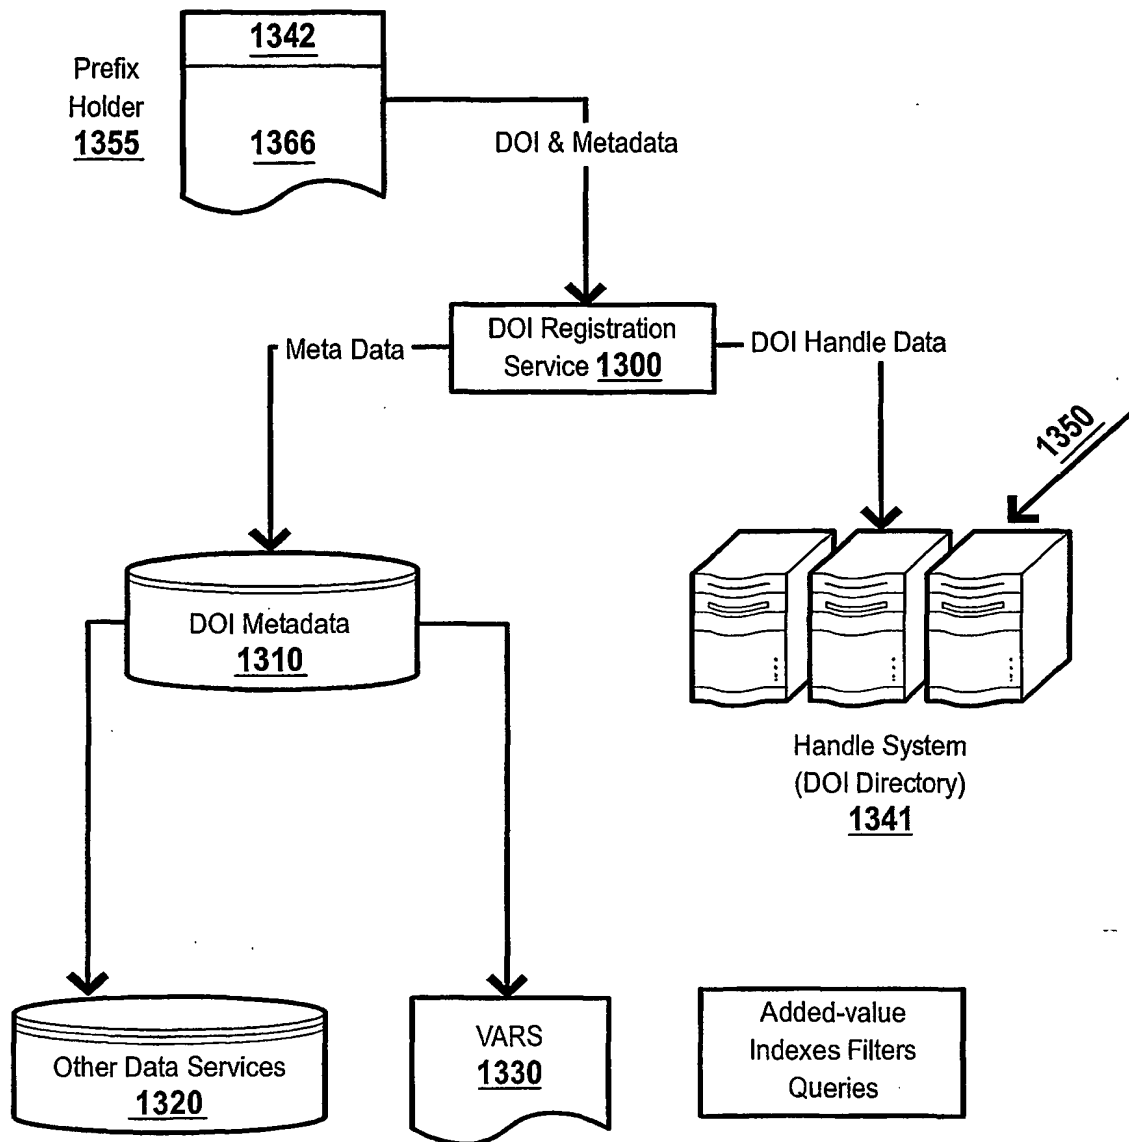 1342
Prefix
Holder
1355
1366
DOI & Metadata
DOI Registration
Service 1300
Meta Data
DOI Handle Data
1350
DOI Metadata
1310
Handle System
(DOI Directory)
1341
Other Data Services
1320
VARS
1330
Added-value
Indexes Filters
Queries